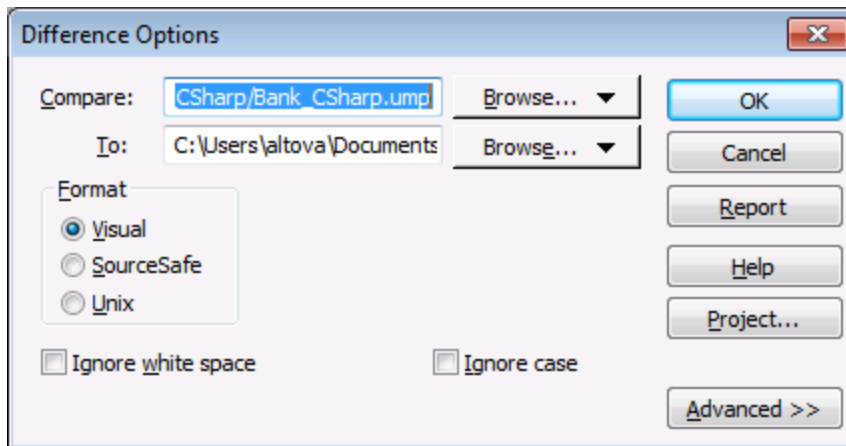 Difference Options
Compare: CSharp/Bank_CSharp.ump Browse... OK
To: C:\Users\altova\Documents Browse... Cancel
Format
Visual
SourceSafe
Unix
Report
Help
Project...
Ignore white space Ignore case
Advanced >>